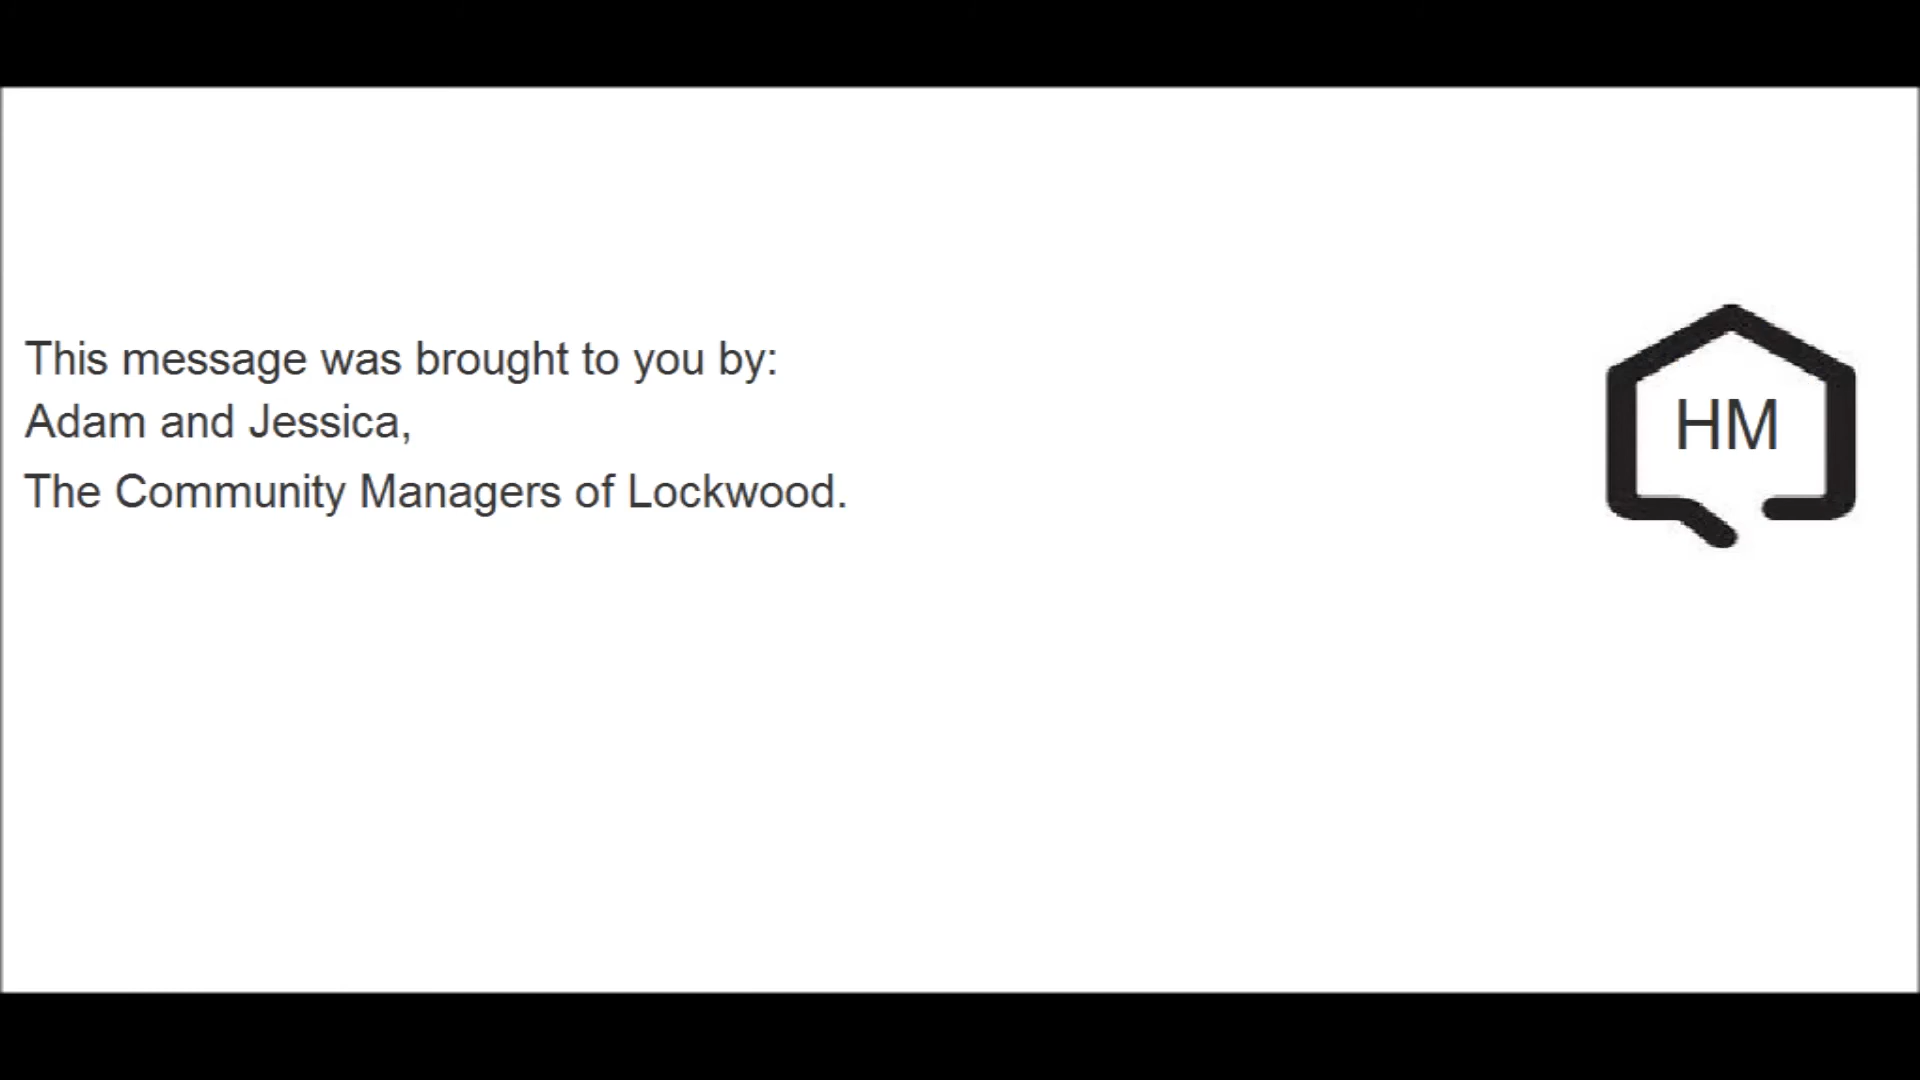 This message was brought to you by:
Adam and Jessica,
The Community Managers of Lockwood.
HM